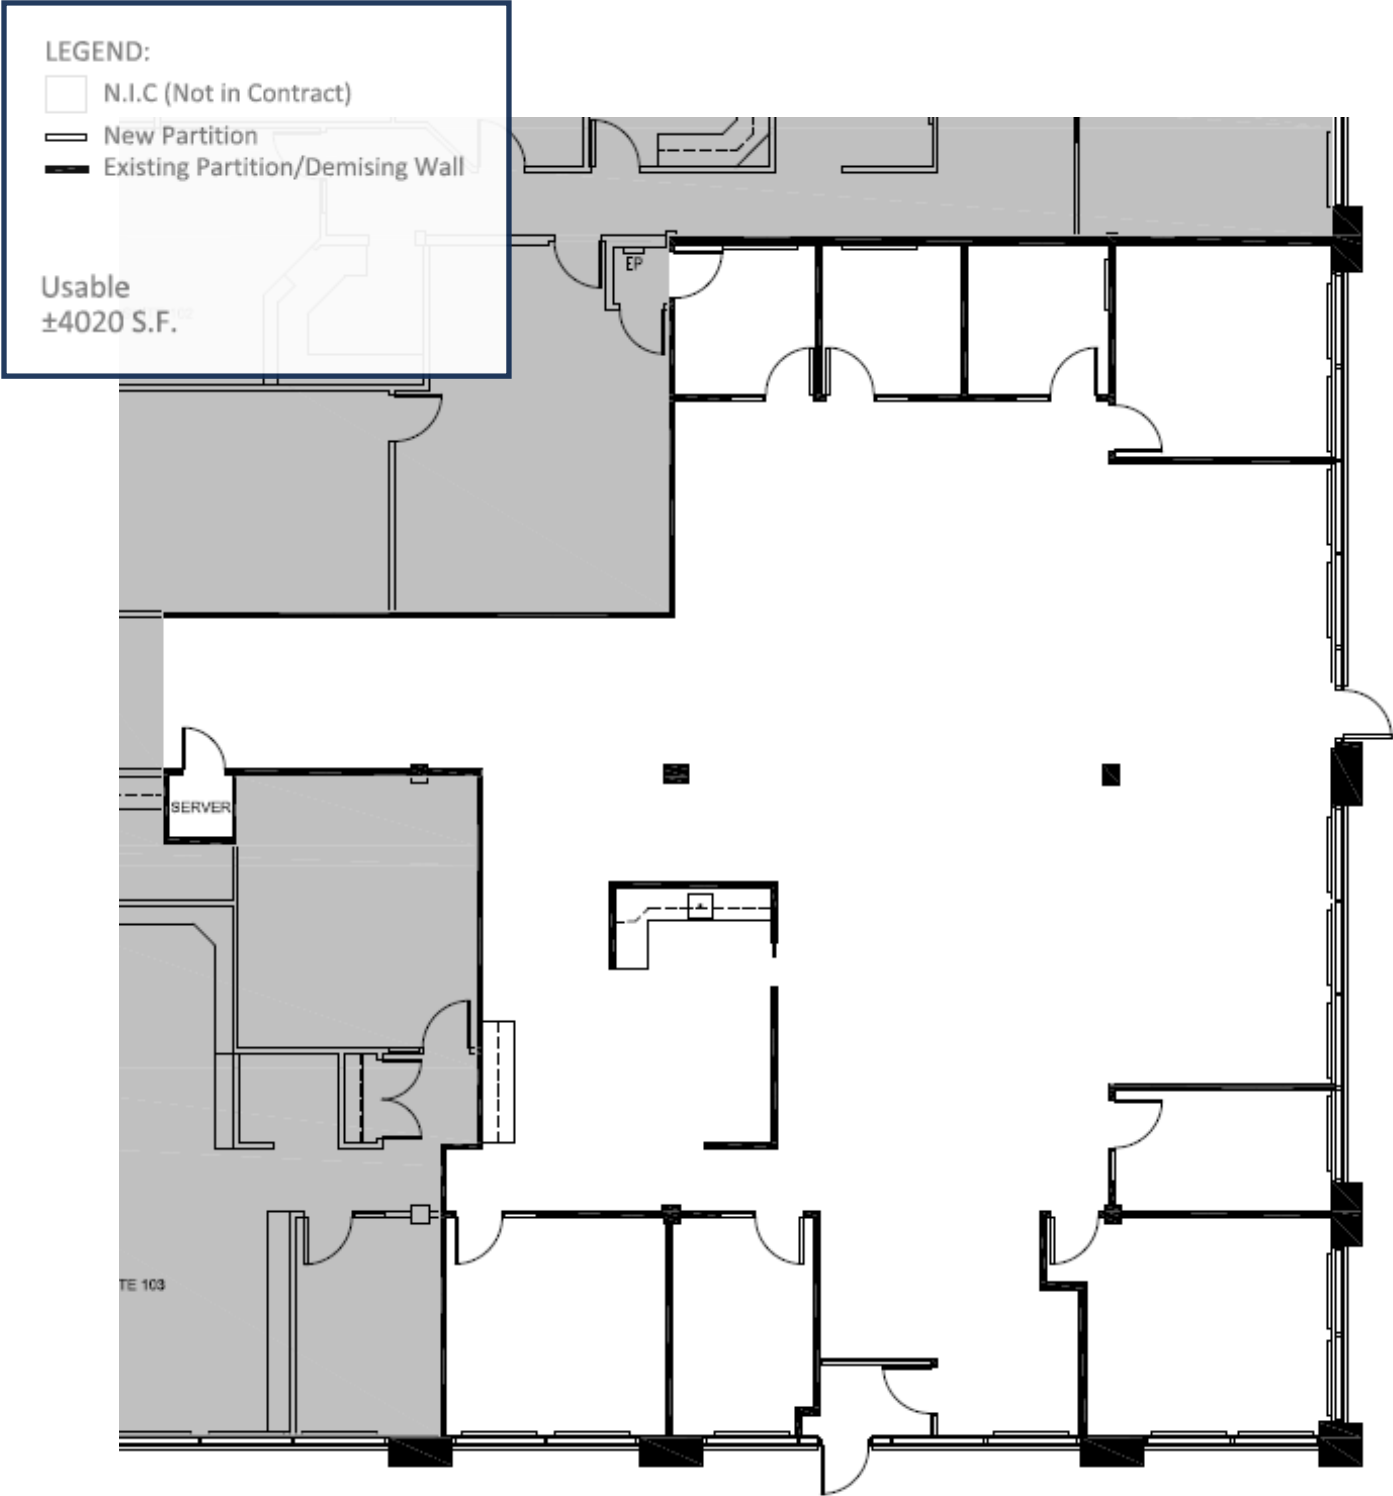 LEGEND:
N.I.C (Not in Contract)
New Partition
Existing Partition/Demising Wall
Usable
±4020 S.F.
EP
SERVER
TE 103